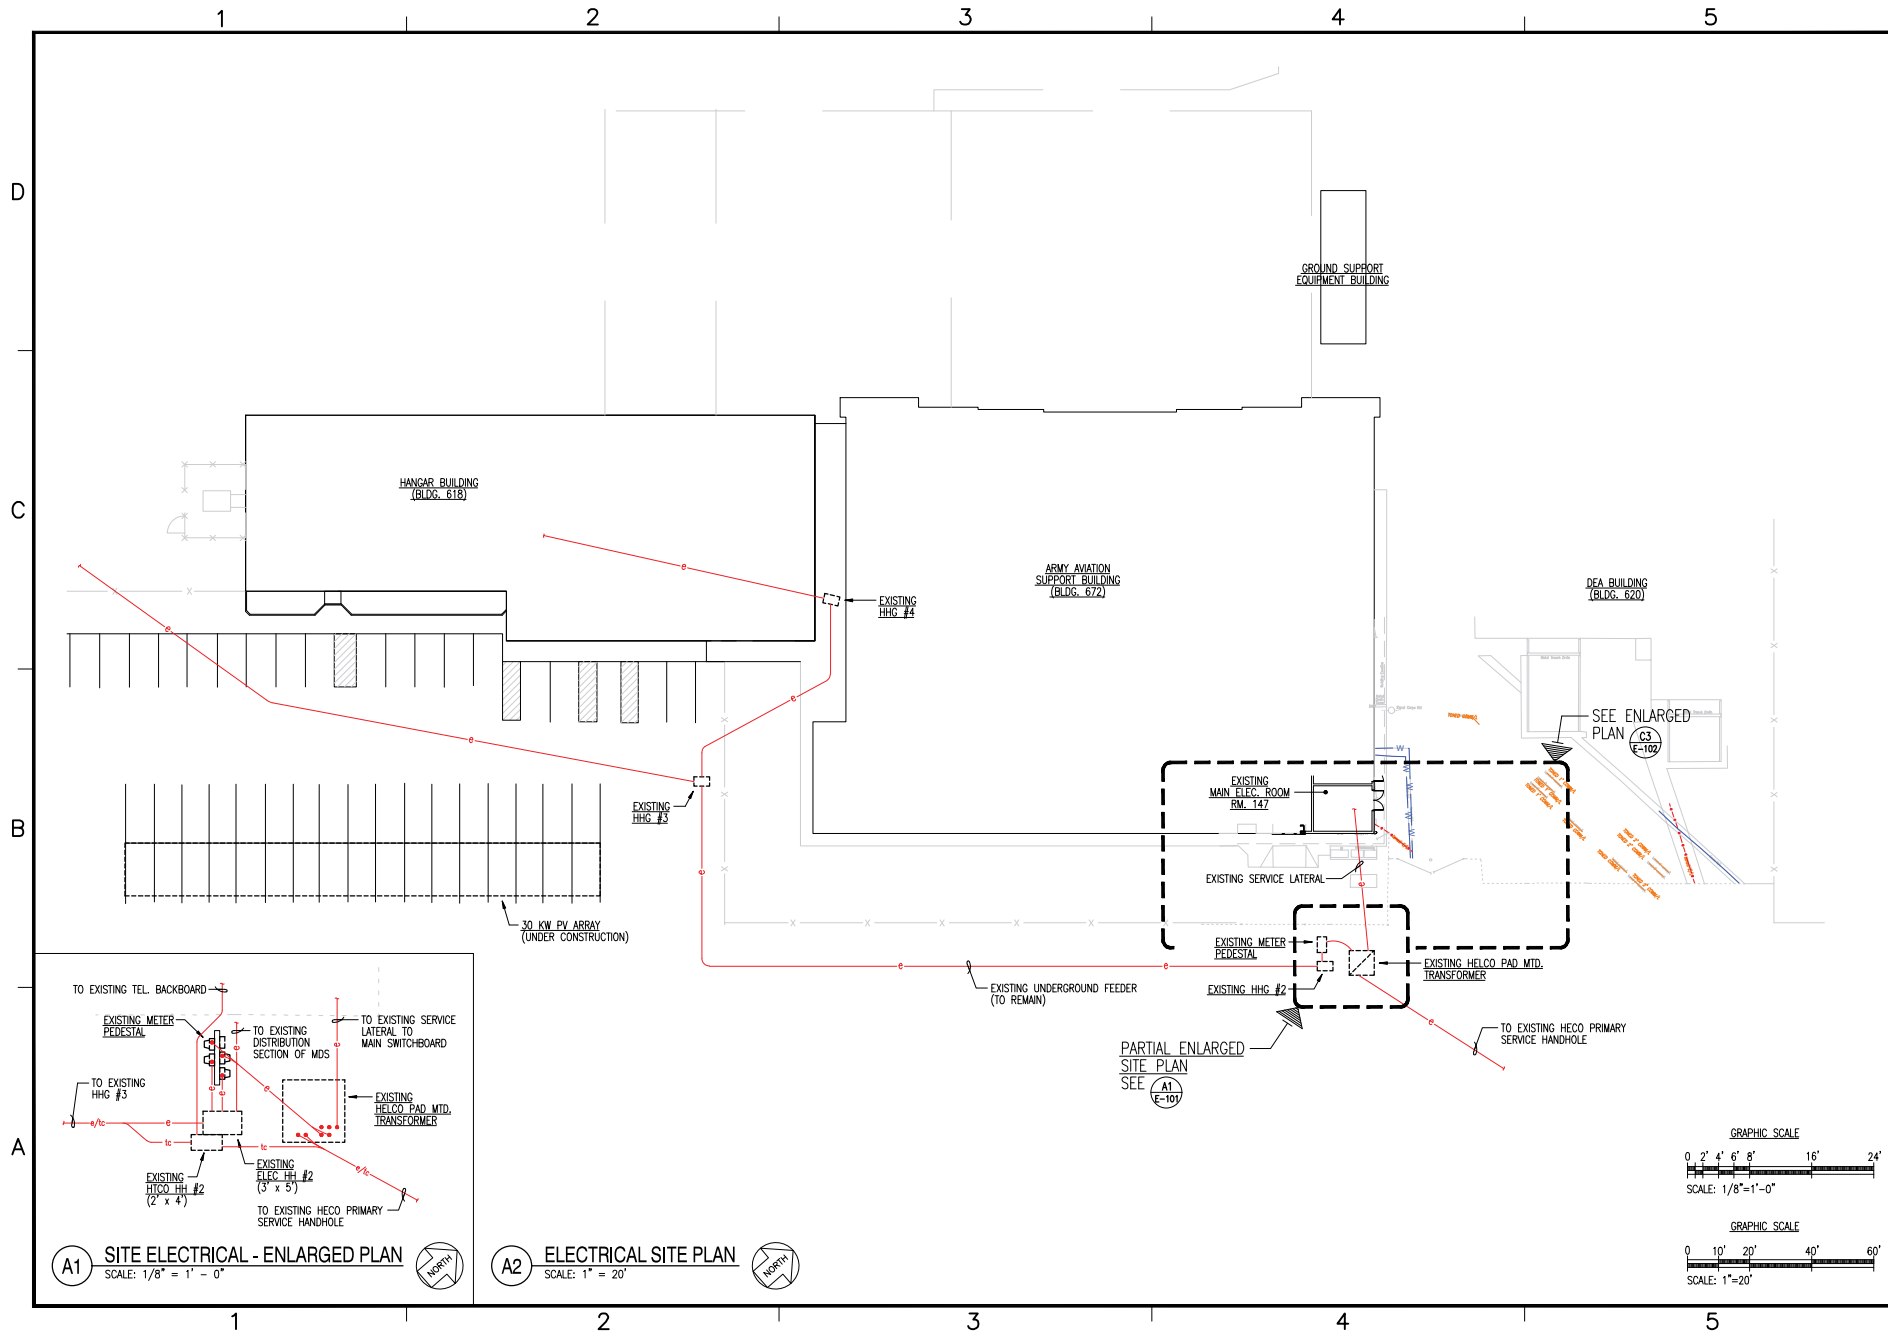 1
2
3
4
5
D
C
B
A
GROUND SUPPORT
EQUIPMENT BUILDING
HANGAR BUILDING
(BLDG. 618)
ARMY AVIATION
SUPPORT BUILDING
(BLDG. 672)
DEA BUILDING
(BLDG. 620)
EXISTING
HHG #4
e
e
e
e
EXISTING
HHG #3
e
SEE ENLARGED
PLAN
C3
E-102
EXISTING
MAIN ELEC. ROOM
RM. 147
W
W
W
W
W
EXISTING SERVICE LATERAL
e
30 KW PV ARRAY
(UNDER CONSTRUCTION)
EXISTING METER
PEDESTAL
EXISTING HELCO PAD MTD.
TRANSFORMER
EXISTING HHG #2
e
e
EXISTING UNDERGROUND FEEDER
(TO REMAIN)
e
TO EXISTING HECO PRIMARY
SERVICE HANDHOLE
PARTIAL ENLARGED
SITE PLAN
SEE
A1
E-101
TO EXISTING TEL. BACKBOARD
EXISTING METER
PEDESTAL
TO EXISTING
DISTRIBUTION
SECTION OF MDS
TO EXISTING SERVICE
LATERAL TO
MAIN SWITCHBOARD
e
e
TO EXISTING
HHG #3
e
e
e
EXISTING
HELCO PAD MTD.
TRANSFORMER
e/tc
e
tc
tc
e/tc
EXISTING
HTCO HH #2
(2' x 4')
EXISTING
ELEC HH #2
(3' x 5')
TO EXISTING HECO PRIMARY
SERVICE HANDHOLE
A1
SITE ELECTRICAL - ENLARGED PLAN
SCALE: 1/8" = 1' - 0"
NORTH
A2
ELECTRICAL SITE PLAN
SCALE: 1" = 20'
NORTH
GRAPHIC SCALE
0 2' 4' 6' 8' 16' 24'
SCALE: 1/8"=1'-0"
GRAPHIC SCALE
0 10' 20' 40' 60'
SCALE: 1"=20'
1
2
3
4
5